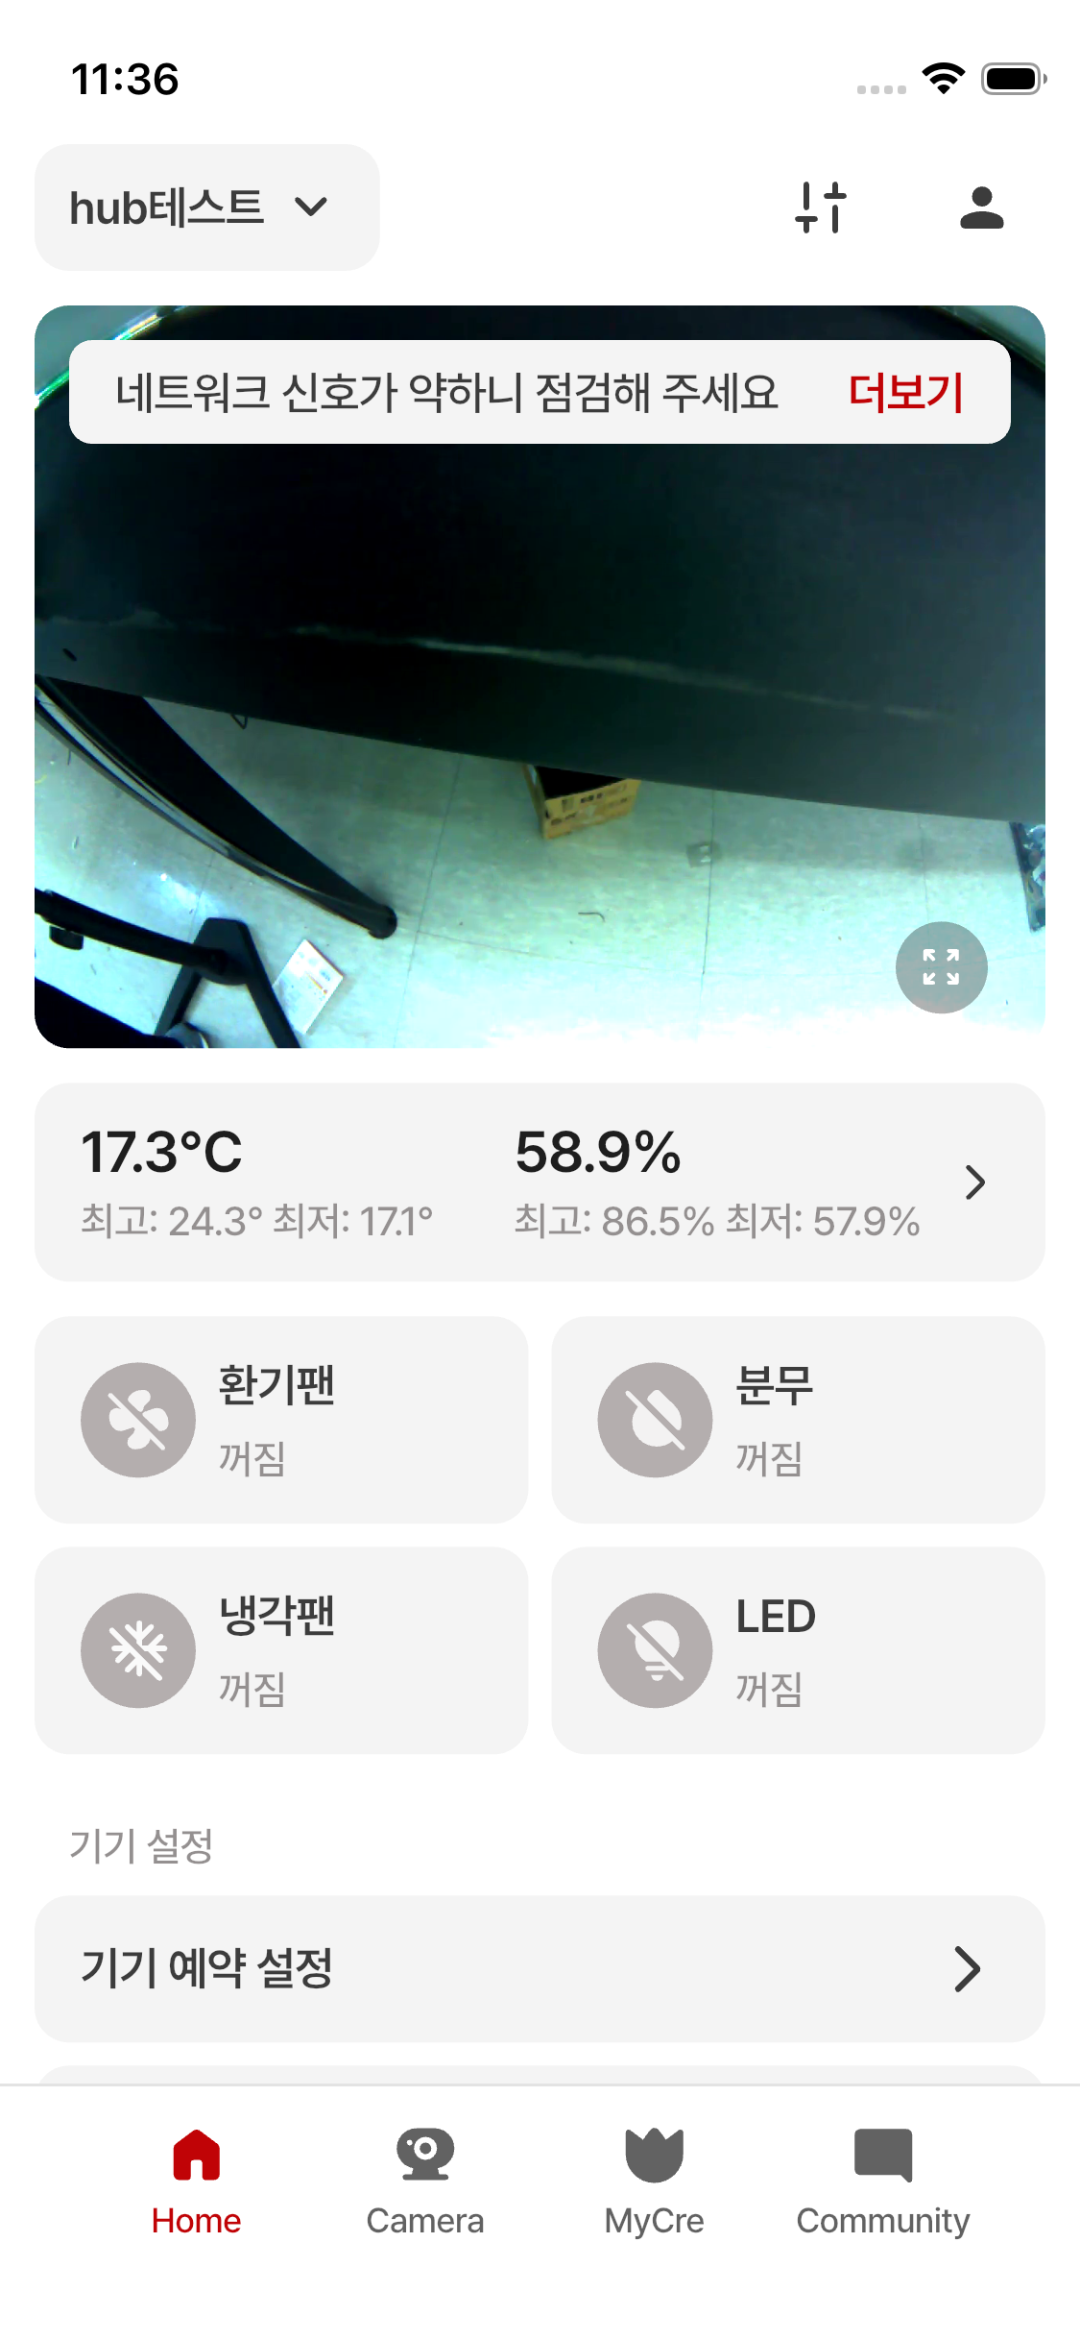 11:36
hub테스트
네트워크 신호가 약하니 점검해 주세요 더보기
17.3°C 58.9%
최고: 24.3° 최저: 17.1° 최고: 86.5% 최저: 57.9%
환기팬 분무
꺼짐 꺼짐
냉각팬 LED
꺼짐 꺼짐
기기 설정
기기 예약 설정
Home Camera MyCre Community